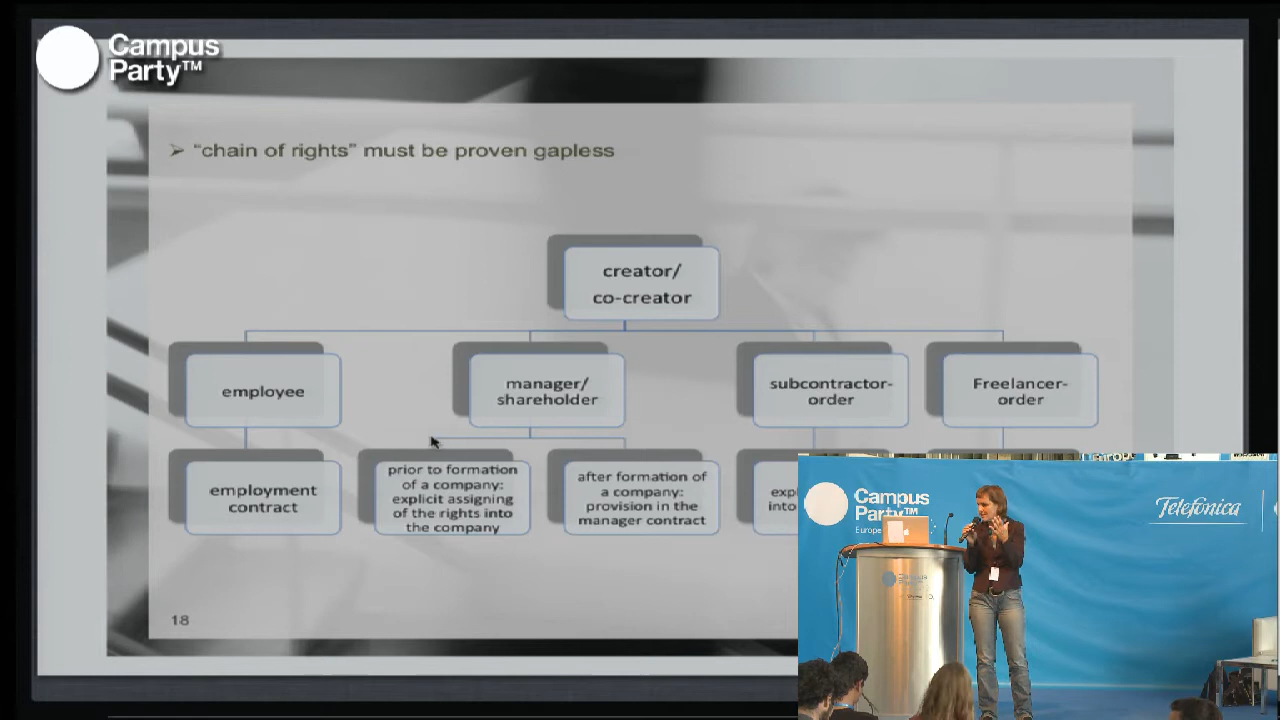 Campus
Party™
➢ “chain of rights” must be proven gapless
creator/
co-creator
employee
manager/
shareholder
subcontractor-
order
Freelancer-
order
employment
contract
prior to formation
of a company:
explicit assigning
of the rights into
the company
after formation of
a company:
provision in the
manager contract
18
Campus
Party™
Europe
Telefónica